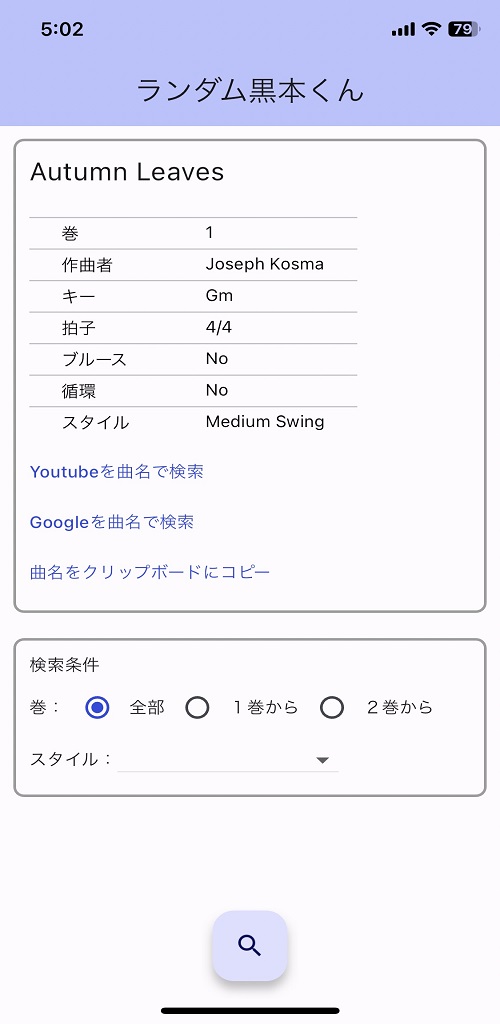 5:02
79
ランダム黒本くん
Autumn Leaves
巻 1
作曲者 Joseph Kosma
キー Gm
拍子 4/4
ブルース No
循環 No
スタイル Medium Swing
Youtubeを曲名で検索
Googleを曲名で検索
曲名をクリップボードにコピー
検索条件
巻： 全部 １巻から ２巻から
スタイル：